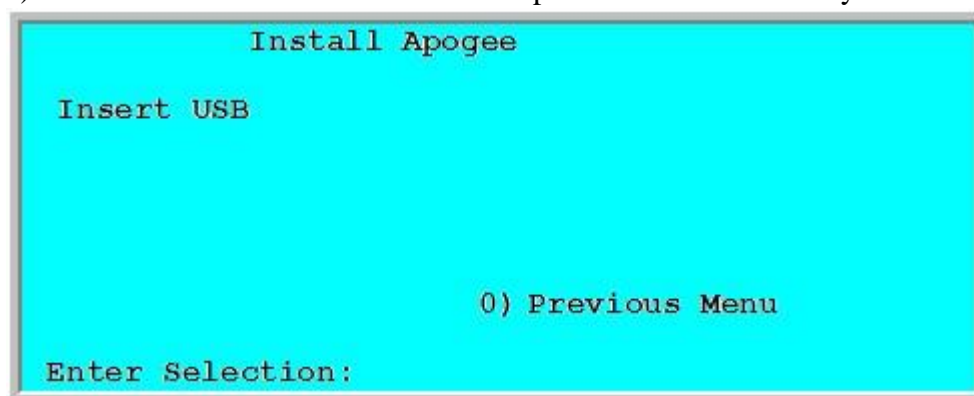 Install Apogee
Insert USB
0) Previous Menu
Enter Selection: